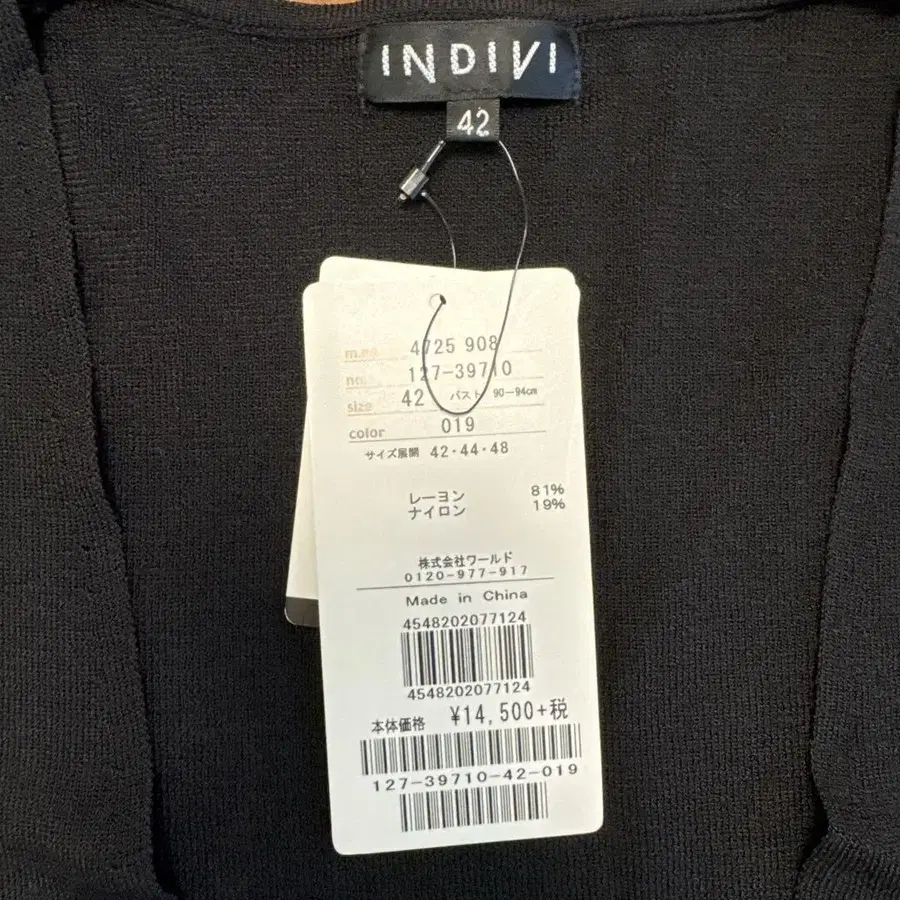 INDIVI
42
4725 908
no. 127-39710
size 42 バスト 90-94cm
color 019
サイズ展開 42・44・48
レーヨン 81%
ナイロン 19%
株式会社ワールド
0120-977-917
Made in China
4548202077124
4548202077124
本体価格 ¥14,500+税
127-39710-42-019